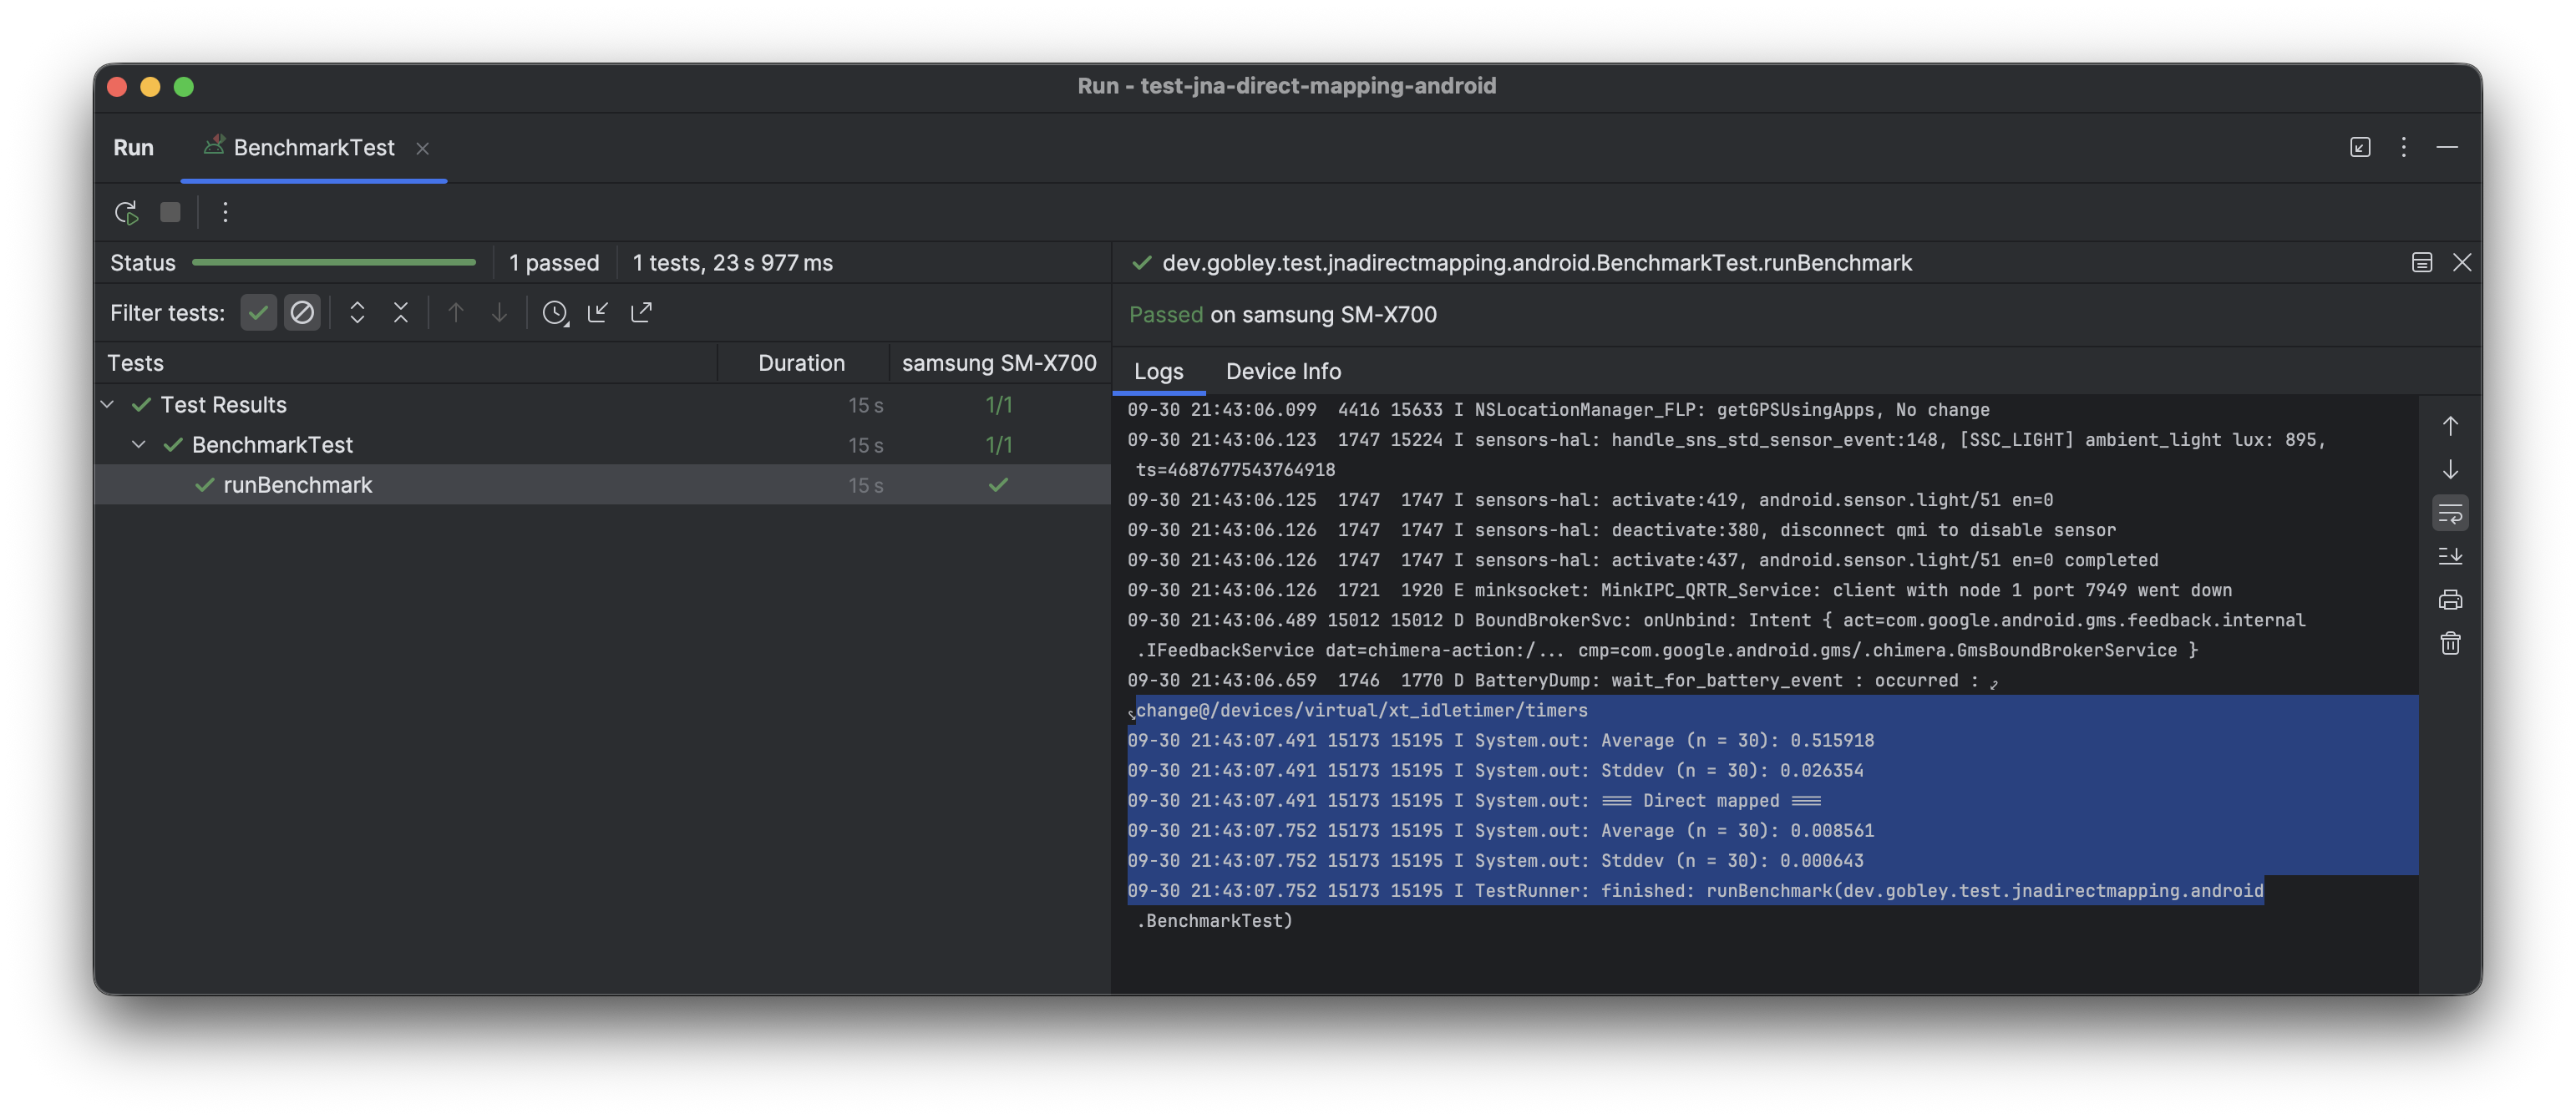 Run - test-jna-direct-mapping-android
Run BenchmarkTest
Status 1 passed 1 tests, 23 s 977 ms
Filter tests:
Tests Duration samsung SM-X700
Test Results 15 s 1/1
BenchmarkTest 15 s 1/1
runBenchmark 15 s
dev.gobley.test.jnadirectmapping.android.BenchmarkTest.runBenchmark
Passed on samsung SM-X700
Logs Device Info
09-30 21:43:06.099  4416 15633 I NSLocationManager_FLP: getGPSUsingApps, No change
09-30 21:43:06.123  1747 15224 I sensors-hal: handle_sns_std_sensor_event:148, [SSC_LIGHT] ambient_light lux: 895,
ts=4687677543764918
09-30 21:43:06.125  1747  1747 I sensors-hal: activate:419, android.sensor.light/51 en=0
09-30 21:43:06.126  1747  1747 I sensors-hal: deactivate:380, disconnect qmi to disable sensor
09-30 21:43:06.126  1747  1747 I sensors-hal: activate:437, android.sensor.light/51 en=0 completed
09-30 21:43:06.126  1721  1920 E minksocket: MinkIPC_QRTR_Service: client with node 1 port 7949 went down
09-30 21:43:06.489 15012 15012 D BoundBrokerSvc: onUnbind: Intent { act=com.google.android.gms.feedback.internal
.IFeedbackService dat=chimera-action:/... cmp=com.google.android.gms/.chimera.GmsBoundBrokerService }
09-30 21:43:06.659  1746  1770 D BatteryDump: wait_for_battery_event : occurred :
change@/devices/virtual/xt_idletimer/timers
09-30 21:43:07.491 15173 15195 I System.out: Average (n = 30): 0.515918
09-30 21:43:07.491 15173 15195 I System.out: Stddev (n = 30): 0.026354
09-30 21:43:07.491 15173 15195 I System.out: === Direct mapped ===
09-30 21:43:07.752 15173 15195 I System.out: Average (n = 30): 0.008561
09-30 21:43:07.752 15173 15195 I System.out: Stddev (n = 30): 0.000643
09-30 21:43:07.752 15173 15195 I TestRunner: finished: runBenchmark(dev.gobley.test.jnadirectmapping.android
.BenchmarkTest)